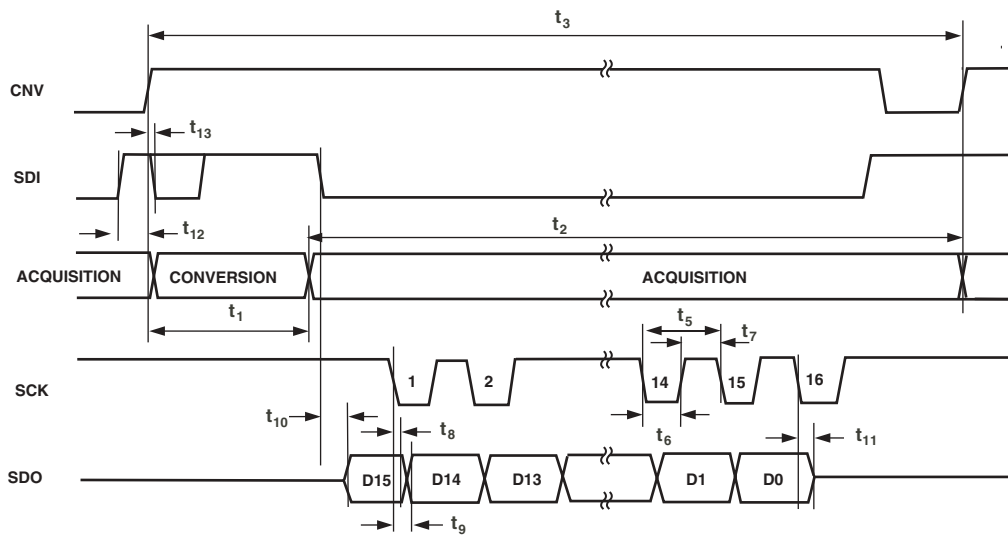 t3
CNV
t13
SDI
t12
t2
ACQUISITION CONVERSION ACQUISITION
t1
t5
t7
1 2 14 15 16
SCK
t10
t8
t6
t11
SDO D15 D14 D13 D1 D0
t9